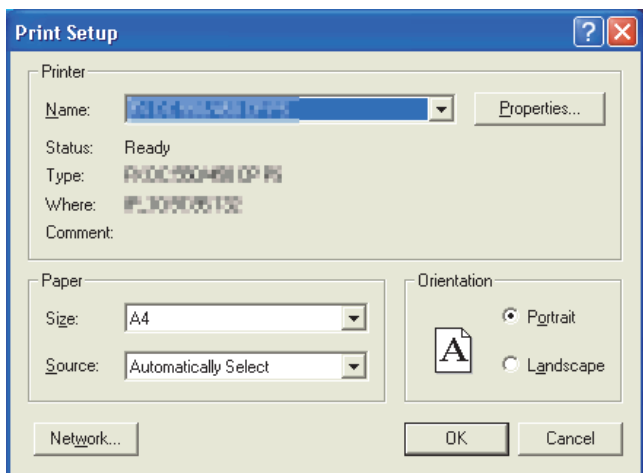 Print Setup
Printer
Name:
Properties...
Status: Ready
Type:
Where:
Comment:
Paper
Size: A4
Source: Automatically Select
Orientation
A
Portrait
Landscape
Network...
OK
Cancel